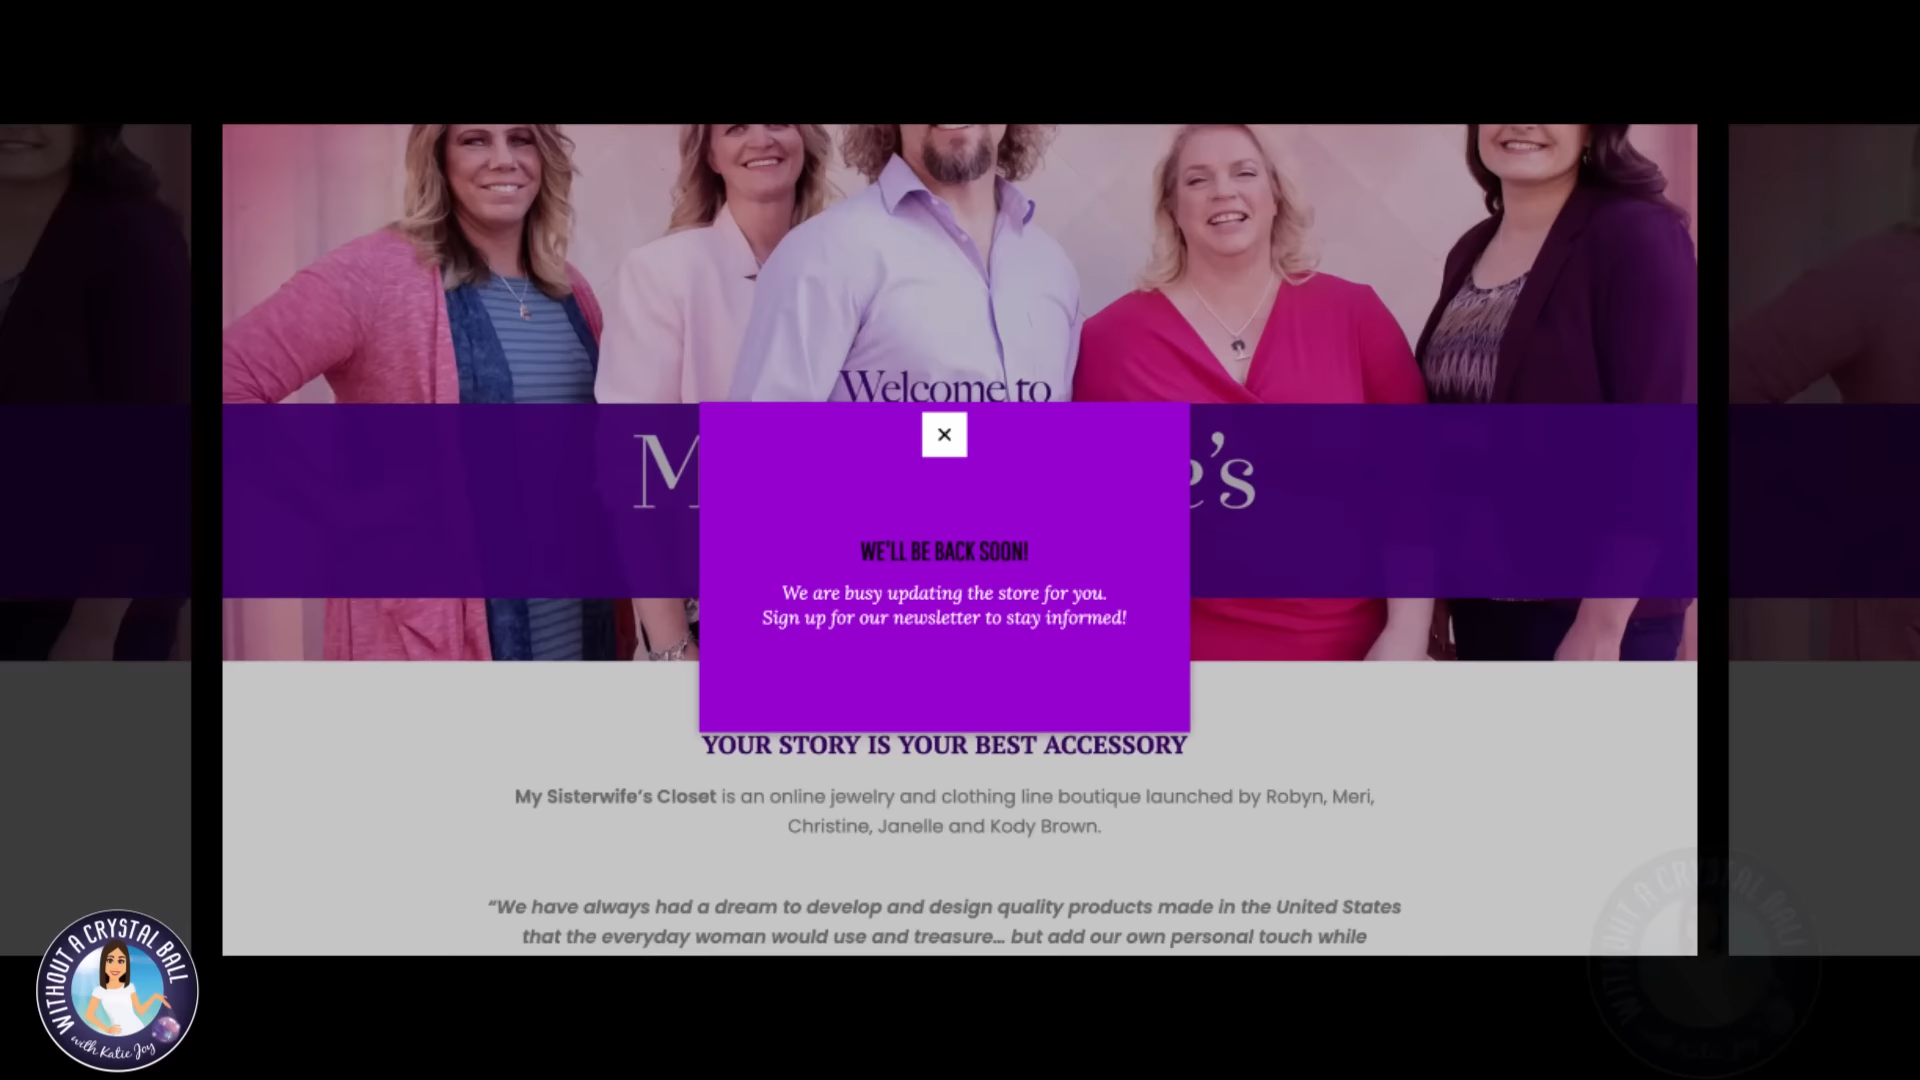 Welcome to
M e's
×
WE'LL BE BACK SOON!
We are busy updating the store for you.
Sign up for our newsletter to stay informed!
YOUR STORY IS YOUR BEST ACCESSORY
My Sisterwife's Closet is an online jewelry and clothing line boutique launched by Robyn, Meri,
Christine, Janelle and Kody Brown.
“We have always had a dream to develop and design quality products made in the United States
that the everyday woman would use and treasure... but add our own personal touch while
WITHOUT A CRYSTAL BALL
with Katie Joy
WITHOUT A CRYSTAL BALL